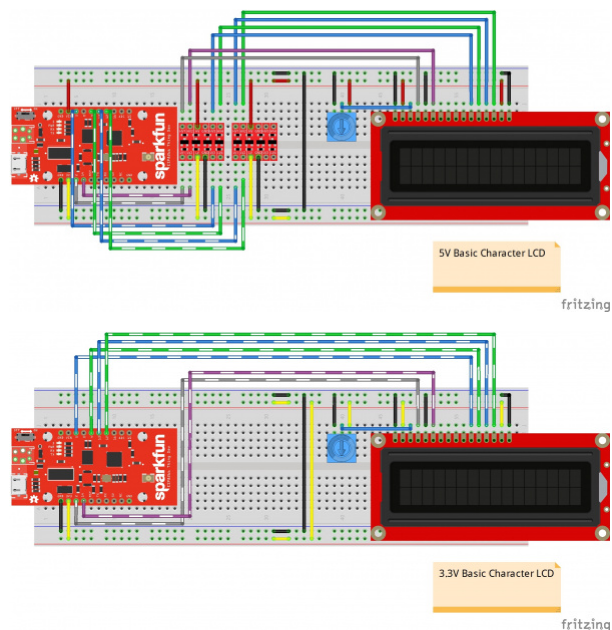 sparkfun
5V Basic Character LCD
fritzing
sparkfun
3.3V Basic Character LCD
fritzing